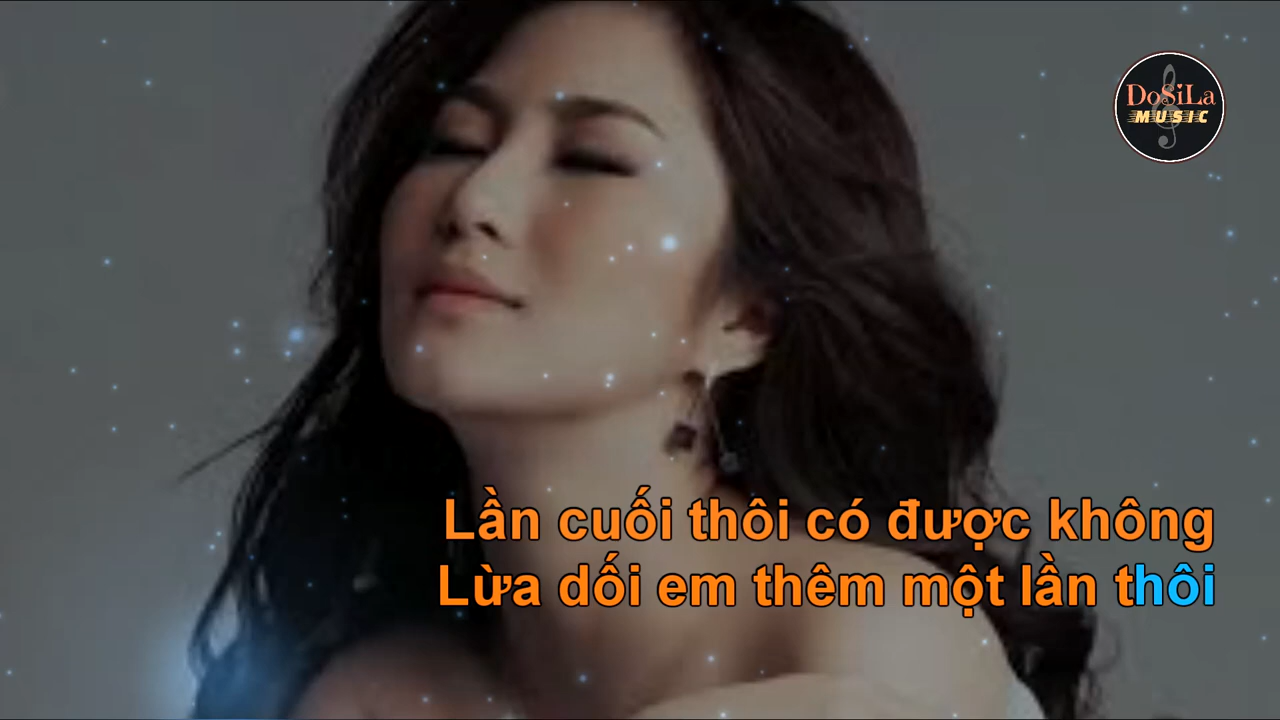 DoSiLa
MUSIC
Lần cuối thôi có được không
Lừa dối em thêm một lần thôi